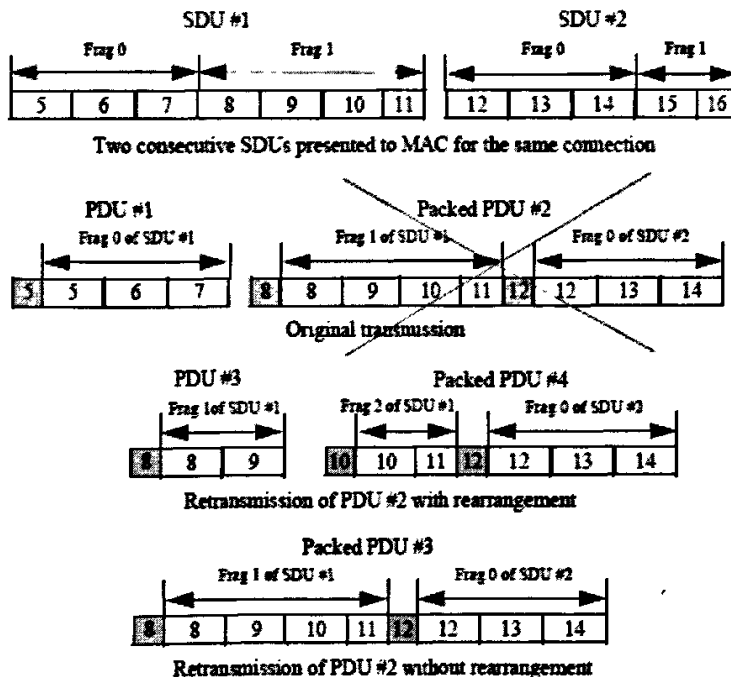 SDU #1 SDU #2
Frag 0 Frag 1 Frag 0 Frag 1
5 6 7 8 9 10 11 12 13 14 15 16
Two consecutive SDUs presented to MAC for the same connection
PDU #1 Packed PDU #2
Frag 0 of SDU #1 Frag 1 of SDU #1 Frag 0 of SDU #2
5 5 6 7 8 8 9 10 11 12 12 13 14
Original transmission
PDU #3 Packed PDU #4
Frag 1of SDU #1 Frag 2 of SDU #1 Frag 0 of SDU #2
8 8 9 10 10 11 12 12 13 14
Retransmission of PDU #2 with rearrangement
Packed PDU #3
Frag 1 of SDU #1 Frag 0 of SDU #2
8 8 9 10 11 12 12 13 14
Retransmission of PDU #2 without rearrangement